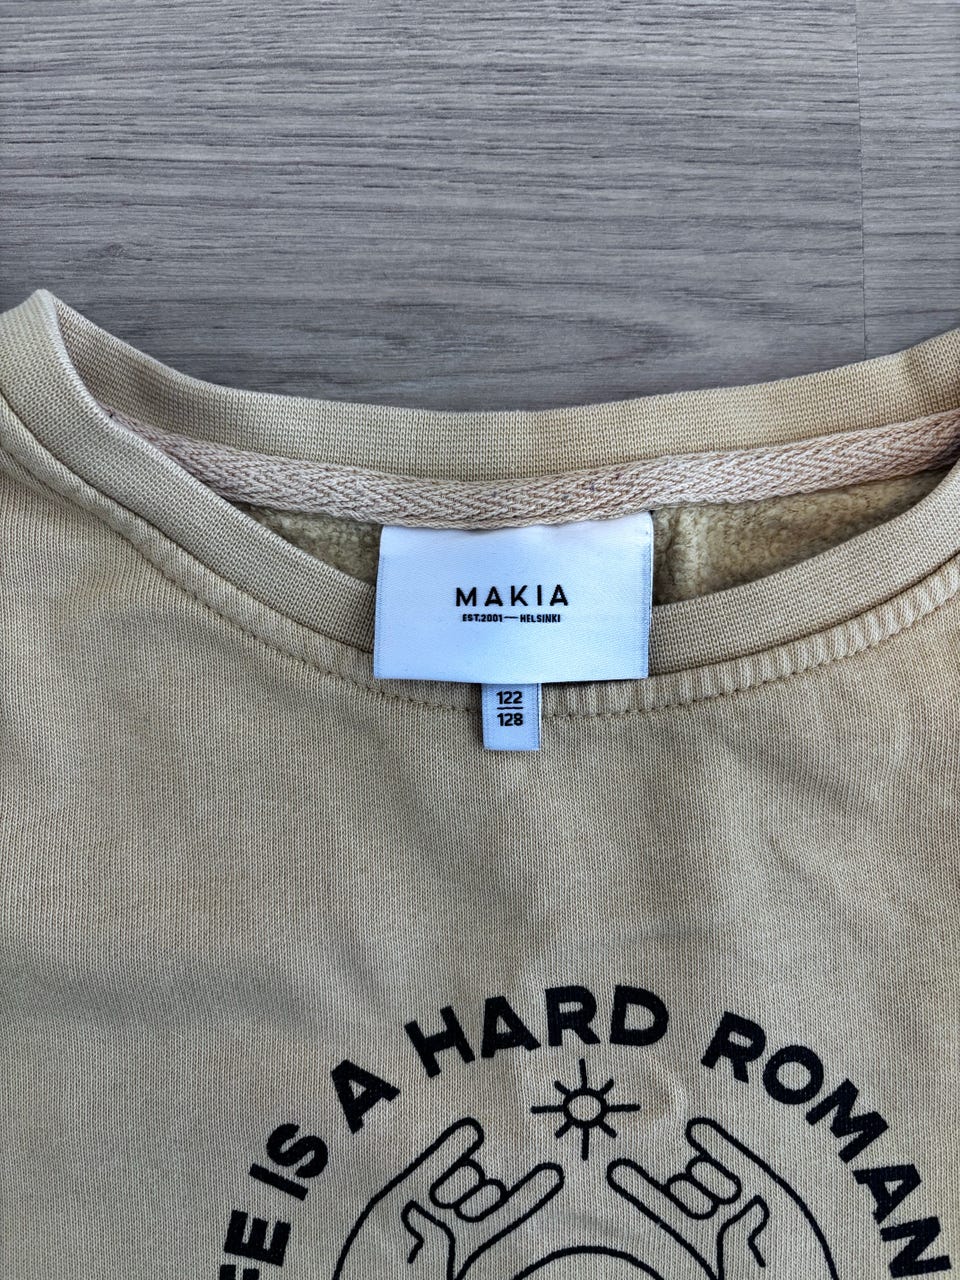 MAKIA
EST.2001—HELSINKI
122
128
IS A HARD ROMAN